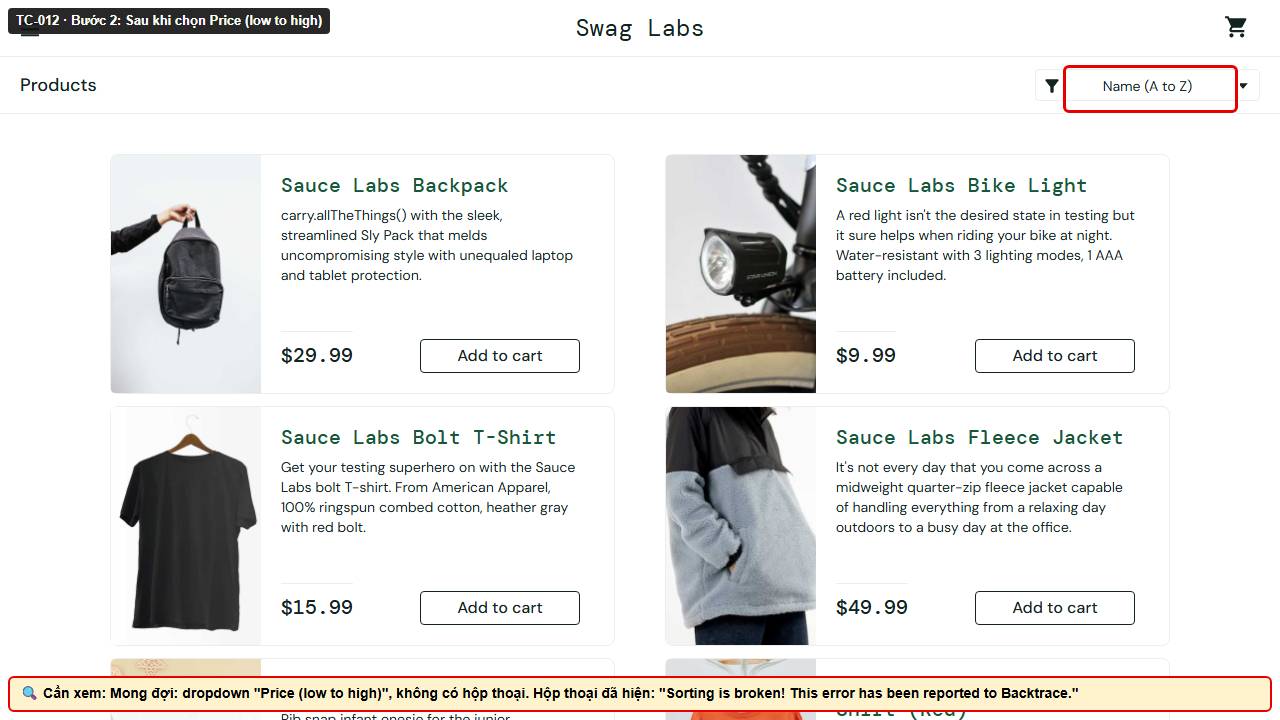 TC-012 · Bước 2: Sau khi chọn Price (low to high)
Swag Labs
Products
Name (A to Z)
Sauce Labs Backpack
carry.allTheThings() with the sleek,
streamlined Sly Pack that melds
uncompromising style with unequaled laptop
and tablet protection.
$29.99
Add to cart
Sauce Labs Bike Light
A red light isn't the desired state in testing but
it sure helps when riding your bike at night.
Water-resistant with 3 lighting modes, 1 AAA
battery included.
$9.99
Add to cart
Sauce Labs Bolt T-Shirt
Get your testing superhero on with the Sauce
Labs bolt T-shirt. From American Apparel,
100% ringspun combed cotton, heather gray
with red bolt.
$15.99
Add to cart
Sauce Labs Fleece Jacket
It's not every day that you come across a
midweight quarter-zip fleece jacket capable
of handling everything from a relaxing day
outdoors to a busy day at the office.
$49.99
Add to cart
🔍 Cần xem: Mong đợi: dropdown "Price (low to high)", không có hộp thoại. Hộp thoại đã hiện: "Sorting is broken! This error has been reported to Backtrace."
Rib snap infant onesie for the junior
Shirt (Red)